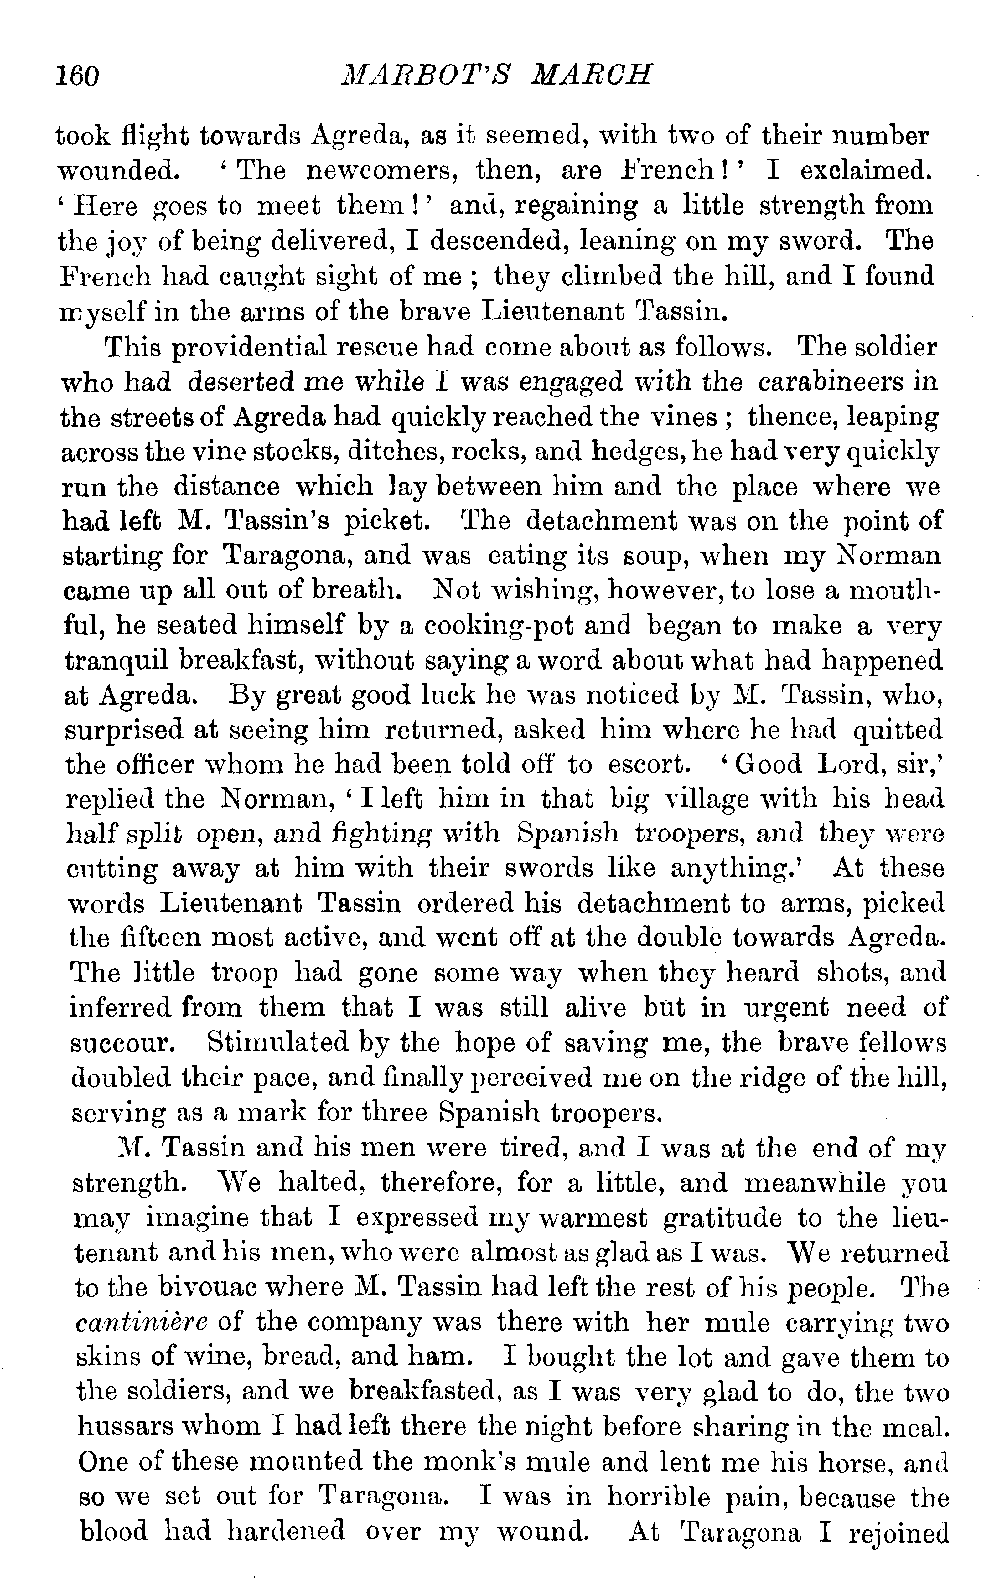 160 MARBOT'S MARCH
took flight towards Agreda, as it seemed, with two of their number
wounded. ‘ The newcomers, then, are French ! ’ I exclaimed.
‘ Here goes to meet them ! ’ and, regaining a little strength from
the joy of being delivered, I descended, leaning on my sword. The
French had caught sight of me ; they climbed the hill, and I found
myself in the arms of the brave Lieutenant Tassin.
This providential rescue had come about as follows. The soldier
who had deserted me while I was engaged with the carabineers in
the streets of Agreda had quickly reached the vines ; thence, leaping
across the vine stocks, ditches, rocks, and hedges, he had very quickly
run the distance which lay between him and the place where we
had left M. Tassin's picket. The detachment was on the point of
starting for Taragona, and was eating its soup, when my Norman
came up all out of breath. Not wishing, however, to lose a mouth-
ful, he seated himself by a cooking-pot and began to make a very
tranquil breakfast, without saying a word about what had happened
at Agreda. By great good luck he was noticed by M. Tassin, who,
surprised at seeing him returned, asked him where he had quitted
the officer whom he had been told off to escort. ‘ Good Lord, sir,’
replied the Norman, ‘ I left him in that big village with his head
half split open, and fighting with Spanish troopers, and they were
cutting away at him with their swords like anything.’ At these
words Lieutenant Tassin ordered his detachment to arms, picked
the fifteen most active, and went off at the double towards Agreda.
The little troop had gone some way when they heard shots, and
inferred from them that I was still alive but in urgent need of
succour. Stimulated by the hope of saving me, the brave fellows
doubled their pace, and finally perceived me on the ridge of the hill,
serving as a mark for three Spanish troopers.
M. Tassin and his men were tired, and I was at the end of my
strength. We halted, therefore, for a little, and meanwhile you
may imagine that I expressed my warmest gratitude to the lieu-
tenant and his men, who were almost as glad as I was. We returned
to the bivouac where M. Tassin had left the rest of his people. The
cantinière of the company was there with her mule carrying two
skins of wine, bread, and ham. I bought the lot and gave them to
the soldiers, and we breakfasted, as I was very glad to do, the two
hussars whom I had left there the night before sharing in the meal.
One of these mounted the monk's mule and lent me his horse, and
so we set out for Taragona. I was in horrible pain, because the
blood had hardened over my wound. At Taragona I rejoined